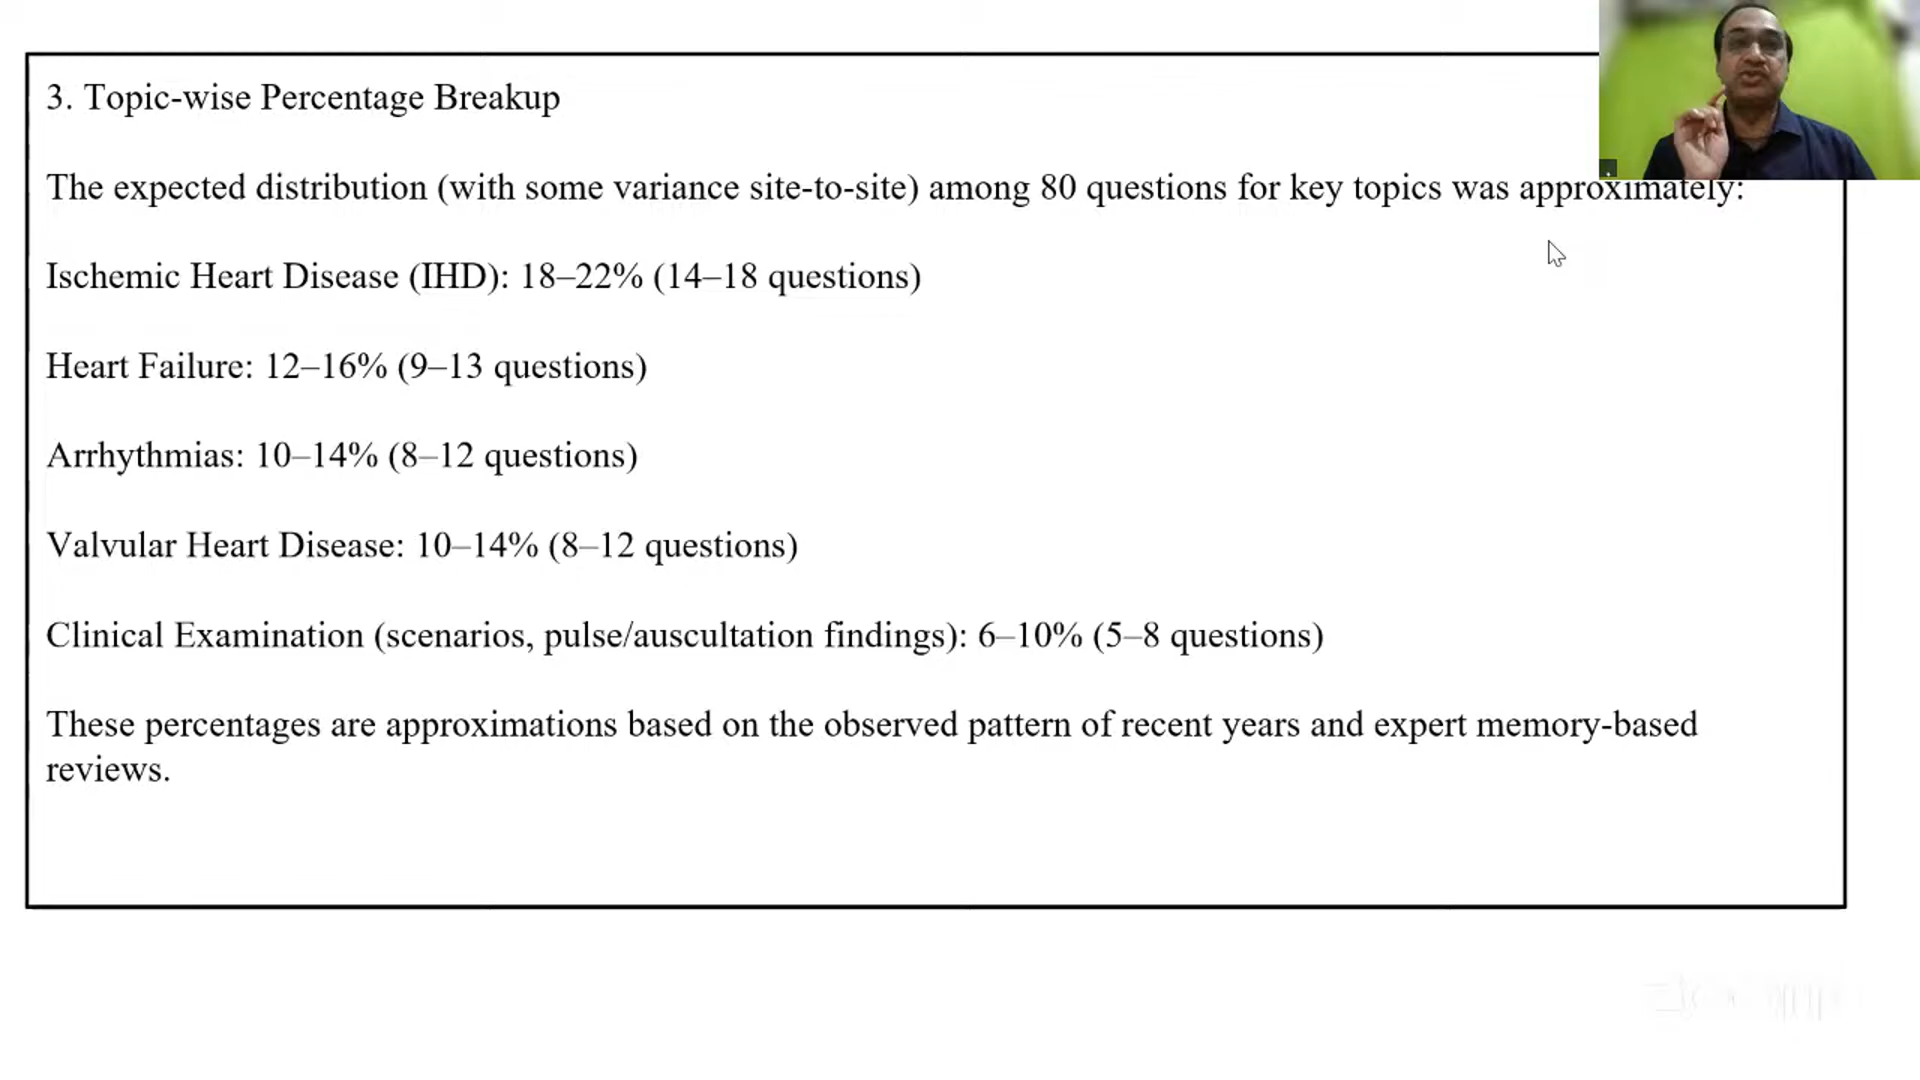 3. Topic-wise Percentage Breakup
The expected distribution (with some variance site-to-site) among 80 questions for key topics was approximately:
Ischemic Heart Disease (IHD): 18–22% (14–18 questions)
Heart Failure: 12–16% (9–13 questions)
Arrhythmias: 10–14% (8–12 questions)
Valvular Heart Disease: 10–14% (8–12 questions)
Clinical Examination (scenarios, pulse/auscultation findings): 6–10% (5–8 questions)
These percentages are approximations based on the observed pattern of recent years and expert memory-based
reviews.